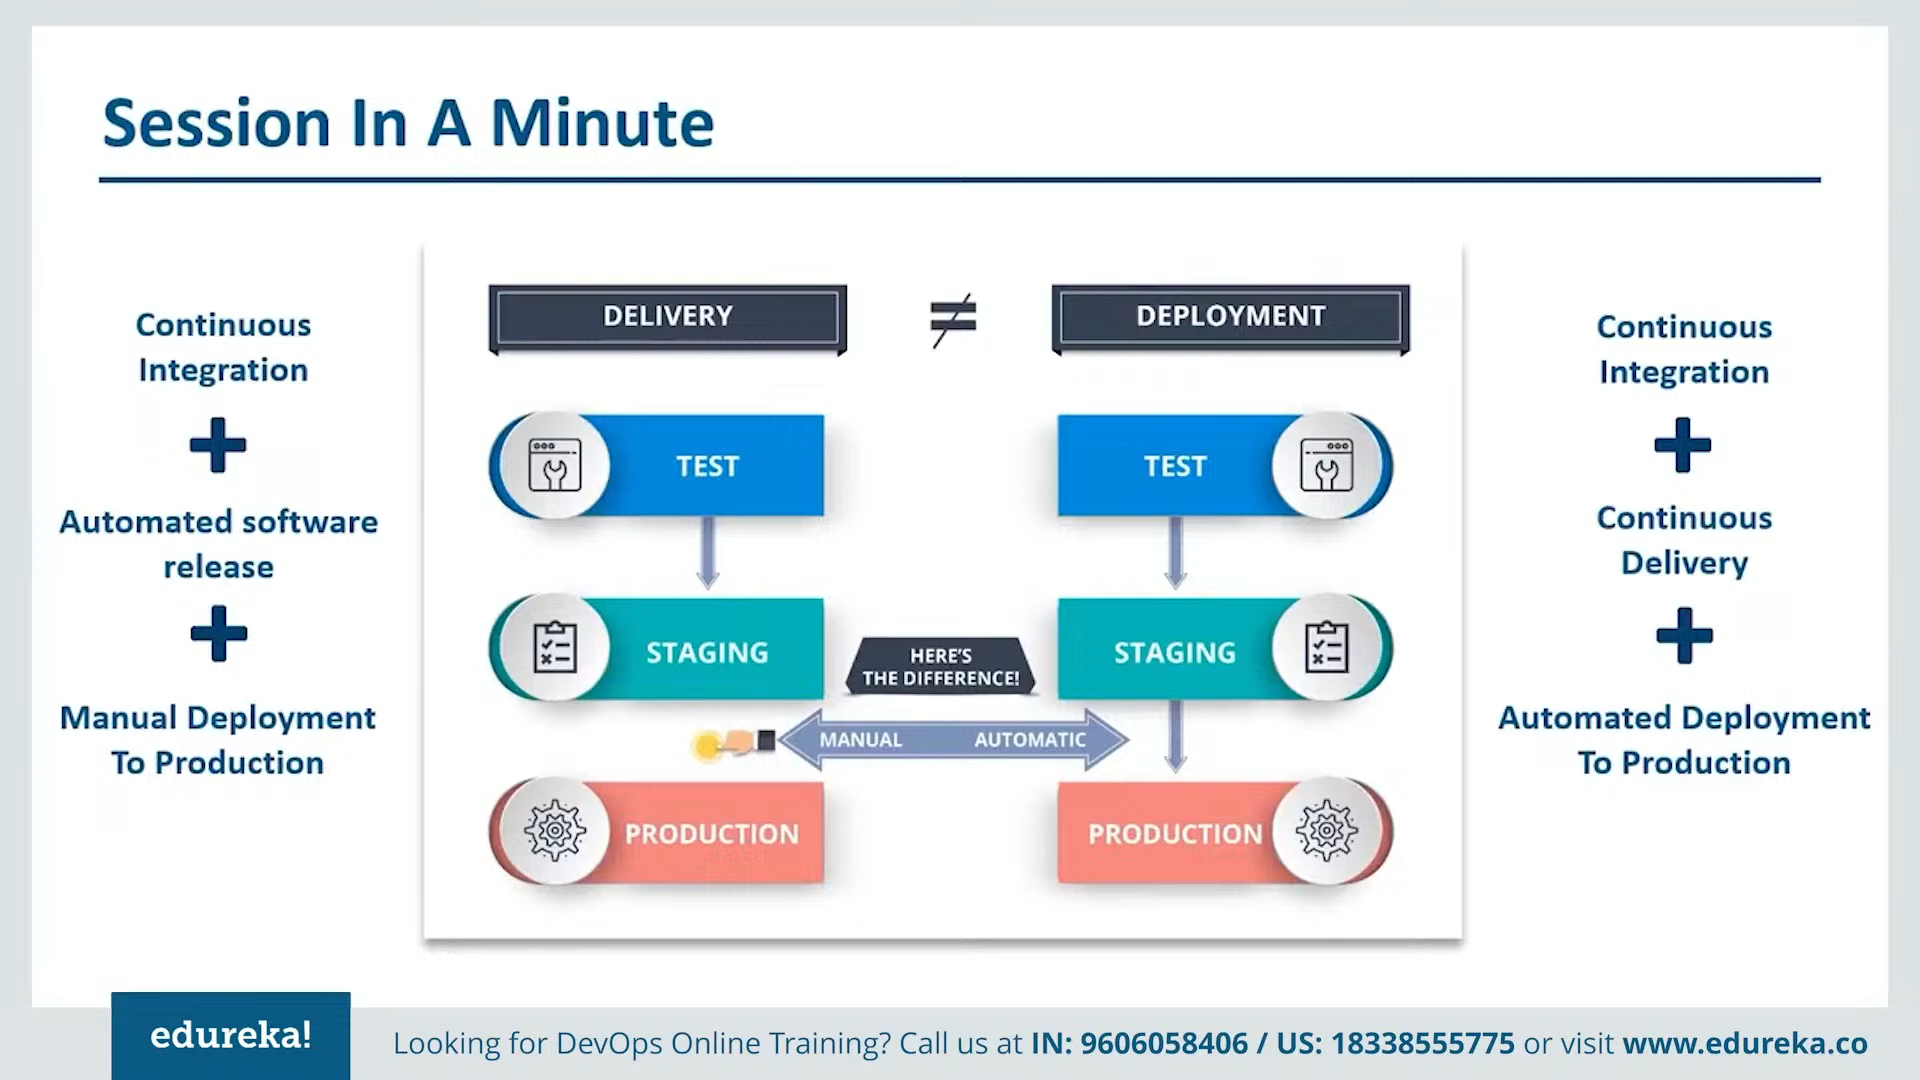 Session In A Minute
Continuous
Integration
Automated software
release
Manual Deployment
To Production
DELIVERY
≠
DEPLOYMENT
TEST
TEST
STAGING
HERE'S
THE DIFFERENCE!
STAGING
MANUAL
AUTOMATIC
PRODUCTION
PRODUCTION
Continuous
Integration
Continuous
Delivery
Automated Deployment
To Production
edureka!
Looking for DevOps Online Training? Call us at IN: 9606058406 / US: 18338555775 or visit www.edureka.co